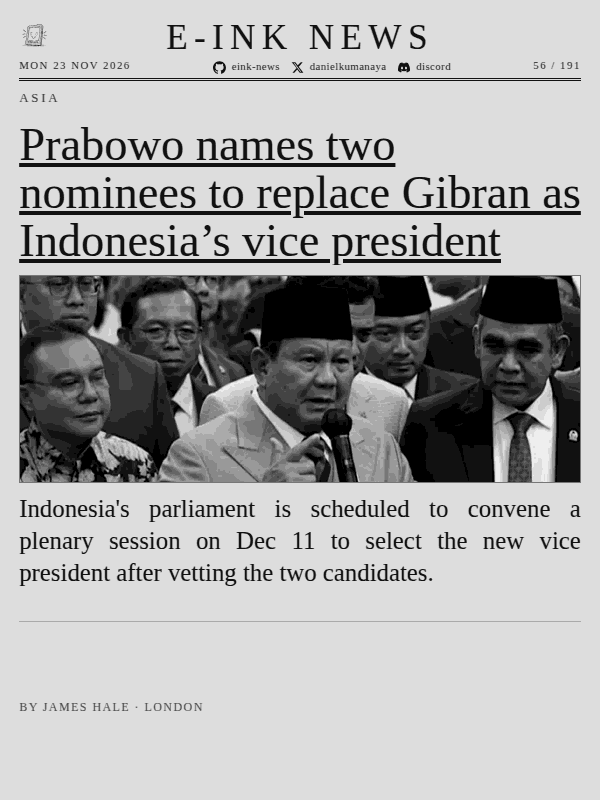 E-INK NEWS
MON 23 NOV 2026
eink-news
danielkumanaya
discord
56 / 191
ASIA
Prabowo names two
nominees to replace Gibran as
Indonesia’s vice president
Indonesia's parliament is scheduled to convene a
plenary session on Dec 11 to select the new vice
president after vetting the two candidates.
BY JAMES HALE · LONDON